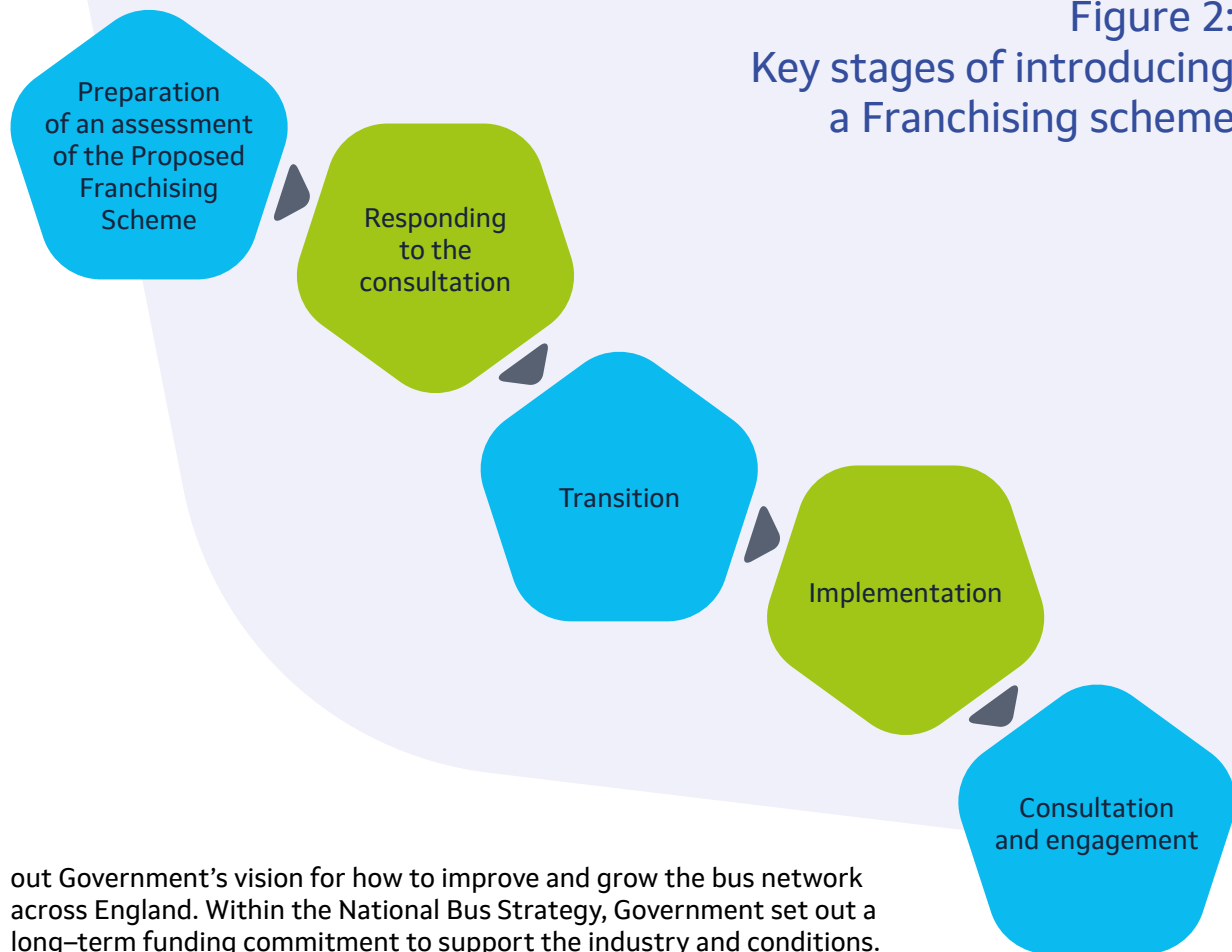 Figure 2:
Key stages of introducing
a Franchising scheme
Preparation
of an assessment
of the Proposed
Franchising
Scheme
Responding
to the
consultation
Transition
Implementation
Consultation
and engagement
out Government’s vision for how to improve and grow the bus network
across England. Within the National Bus Strategy, Government set out a
long–term funding commitment to support the industry and conditions.